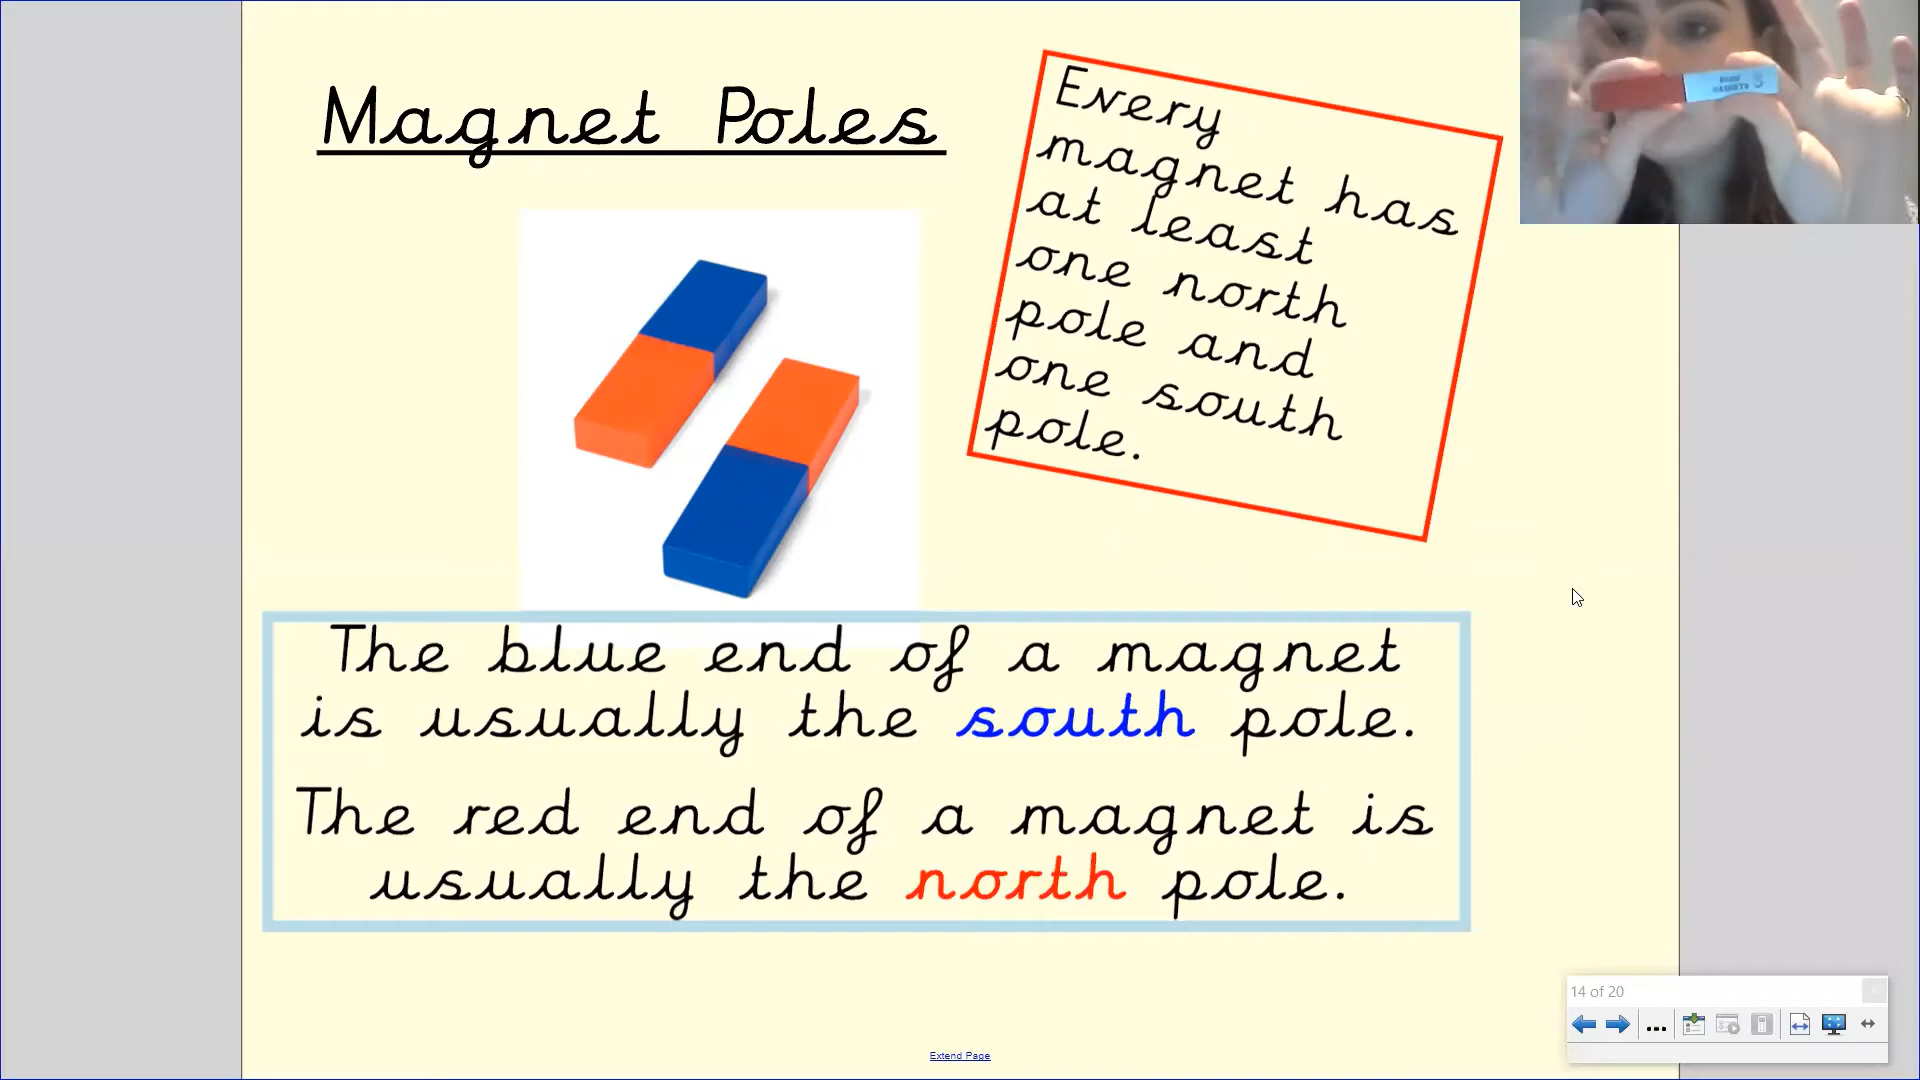 Magnet Poles
Every
magnet has
at least
one north
pole and
one south
pole.
The blue end of a magnet
is usually the south pole.
The red end of a magnet is
usually the north pole.
14 of 20
Extend Page